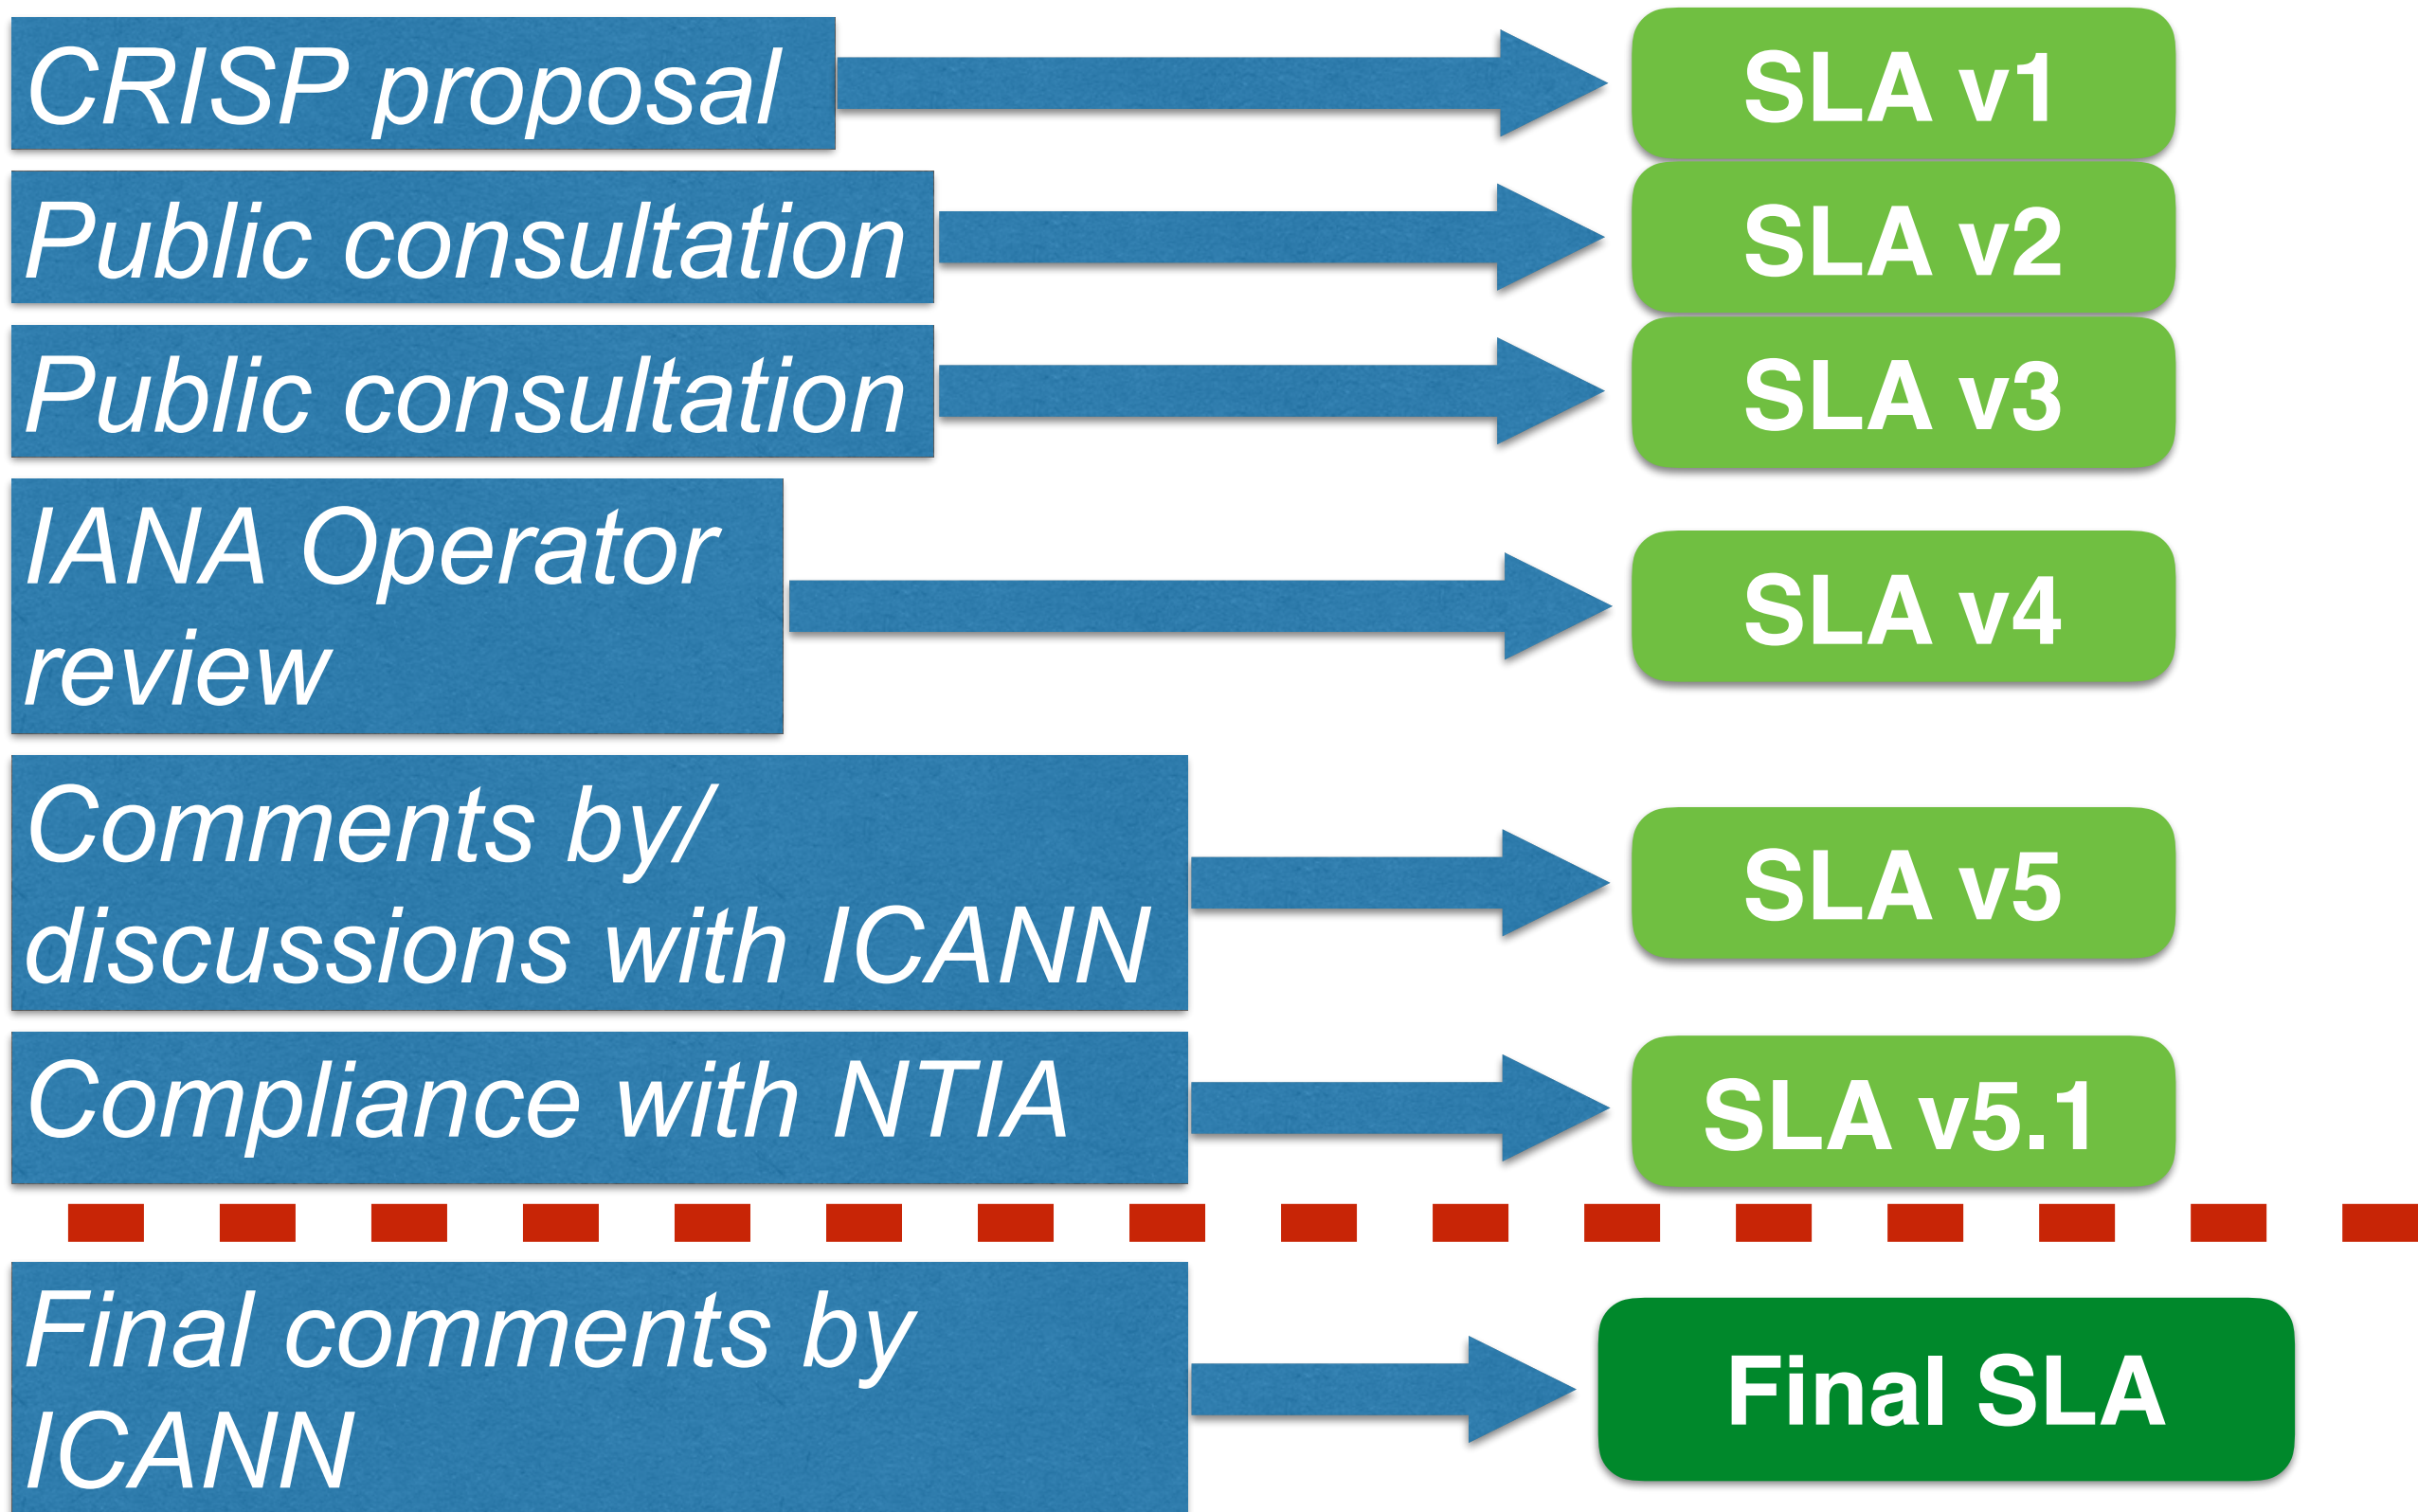 CRISP proposal
SLA v1
Public consultation
SLA v2
Public consultation
SLA v3
IANA Operator
review
SLA v4
Comments by/
discussions with ICANN
SLA v5
Compliance with NTIA
SLA v5.1
Final comments by
ICANN
Final SLA